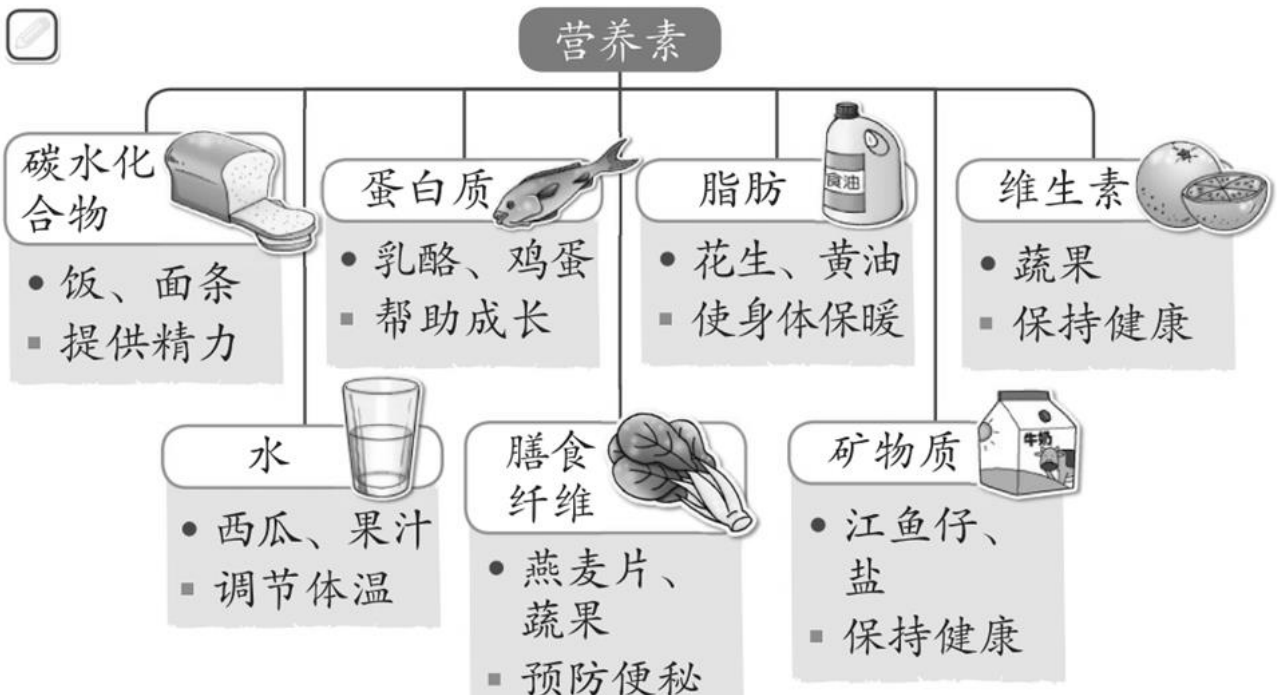 营养素
碳水化
合物
饭、面条
提供精力
蛋白质
乳酪、鸡蛋
帮助成长
脂肪
食油
花生、黄油
使身体保暖
维生素
蔬果
保持健康
水
西瓜、果汁
调节体温
膳食
纤维
燕麦片、
蔬果
预防便秘
矿物质
牛奶
江鱼仔、
盐
保持健康